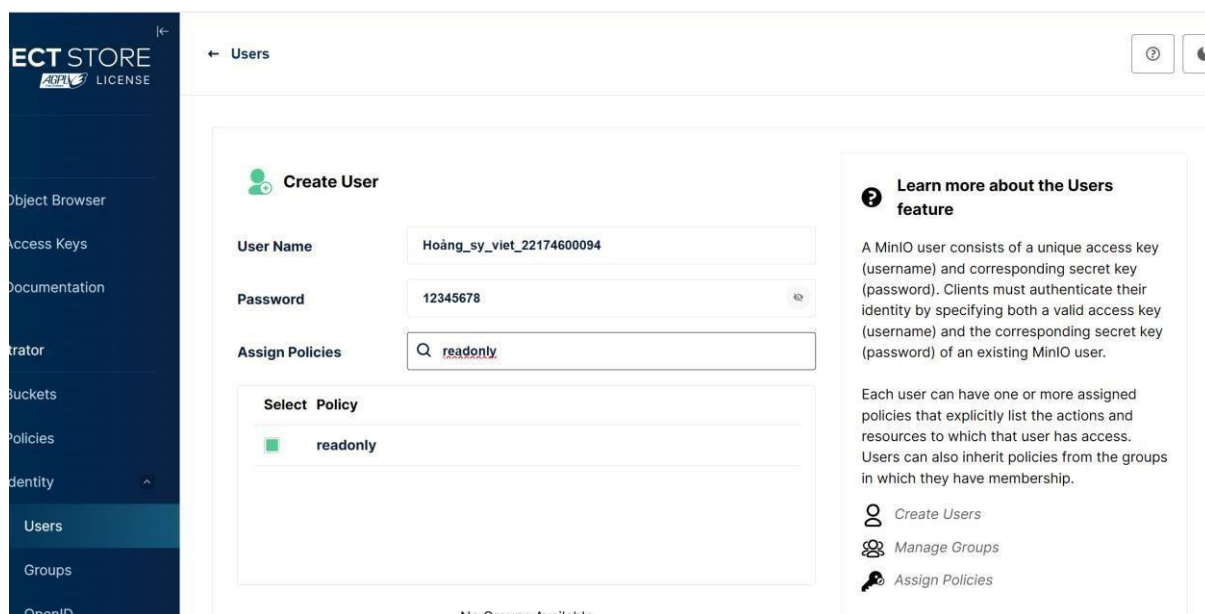 ECT STORE
AGPLv3 LICENSE
Object Browser
Access Keys
Documentation
trator
Buckets
Policies
dentity
Users
Groups
OpenID
← Users
Create User
User Name
Hoàng_sy_viet_22174600094
Password
12345678
Assign Policies
readonly
Select Policy
readonly
No Groups Available
Learn more about the Users
feature
A MinIO user consists of a unique access key
(username) and corresponding secret key
(password). Clients must authenticate their
identity by specifying both a valid access key
(username) and the corresponding secret key
(password) of an existing MinIO user.
Each user can have one or more assigned
policies that explicitly list the actions and
resources to which that user has access.
Users can also inherit policies from the groups
in which they have membership.
Create Users
Manage Groups
Assign Policies